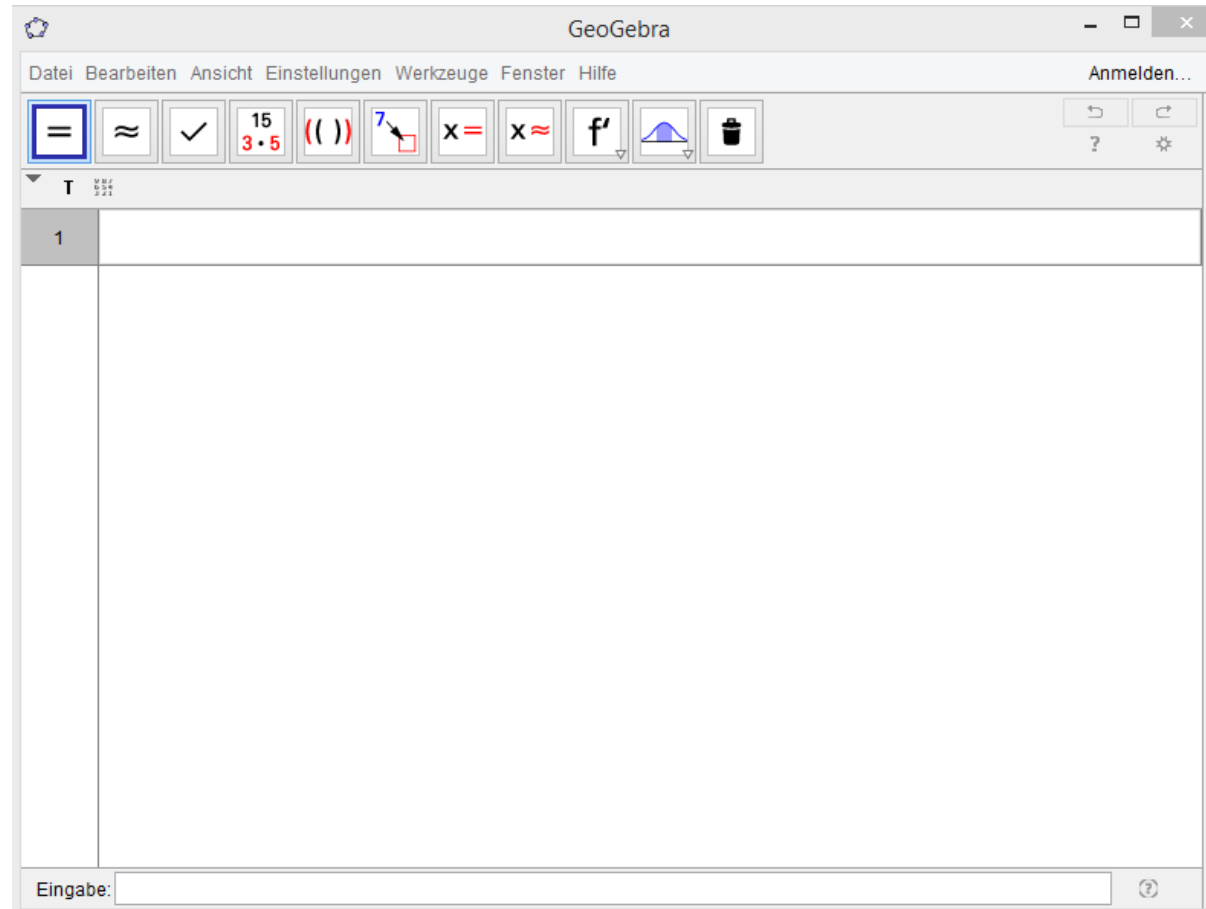 GeoGebra
Datei Bearbeiten Ansicht Einstellungen Werkzeuge Fenster Hilfe Anmelden...
= ≈ ✓ 15 (( )) 7 x= x≈ f′
3·5
?
T
1
Eingabe:
?